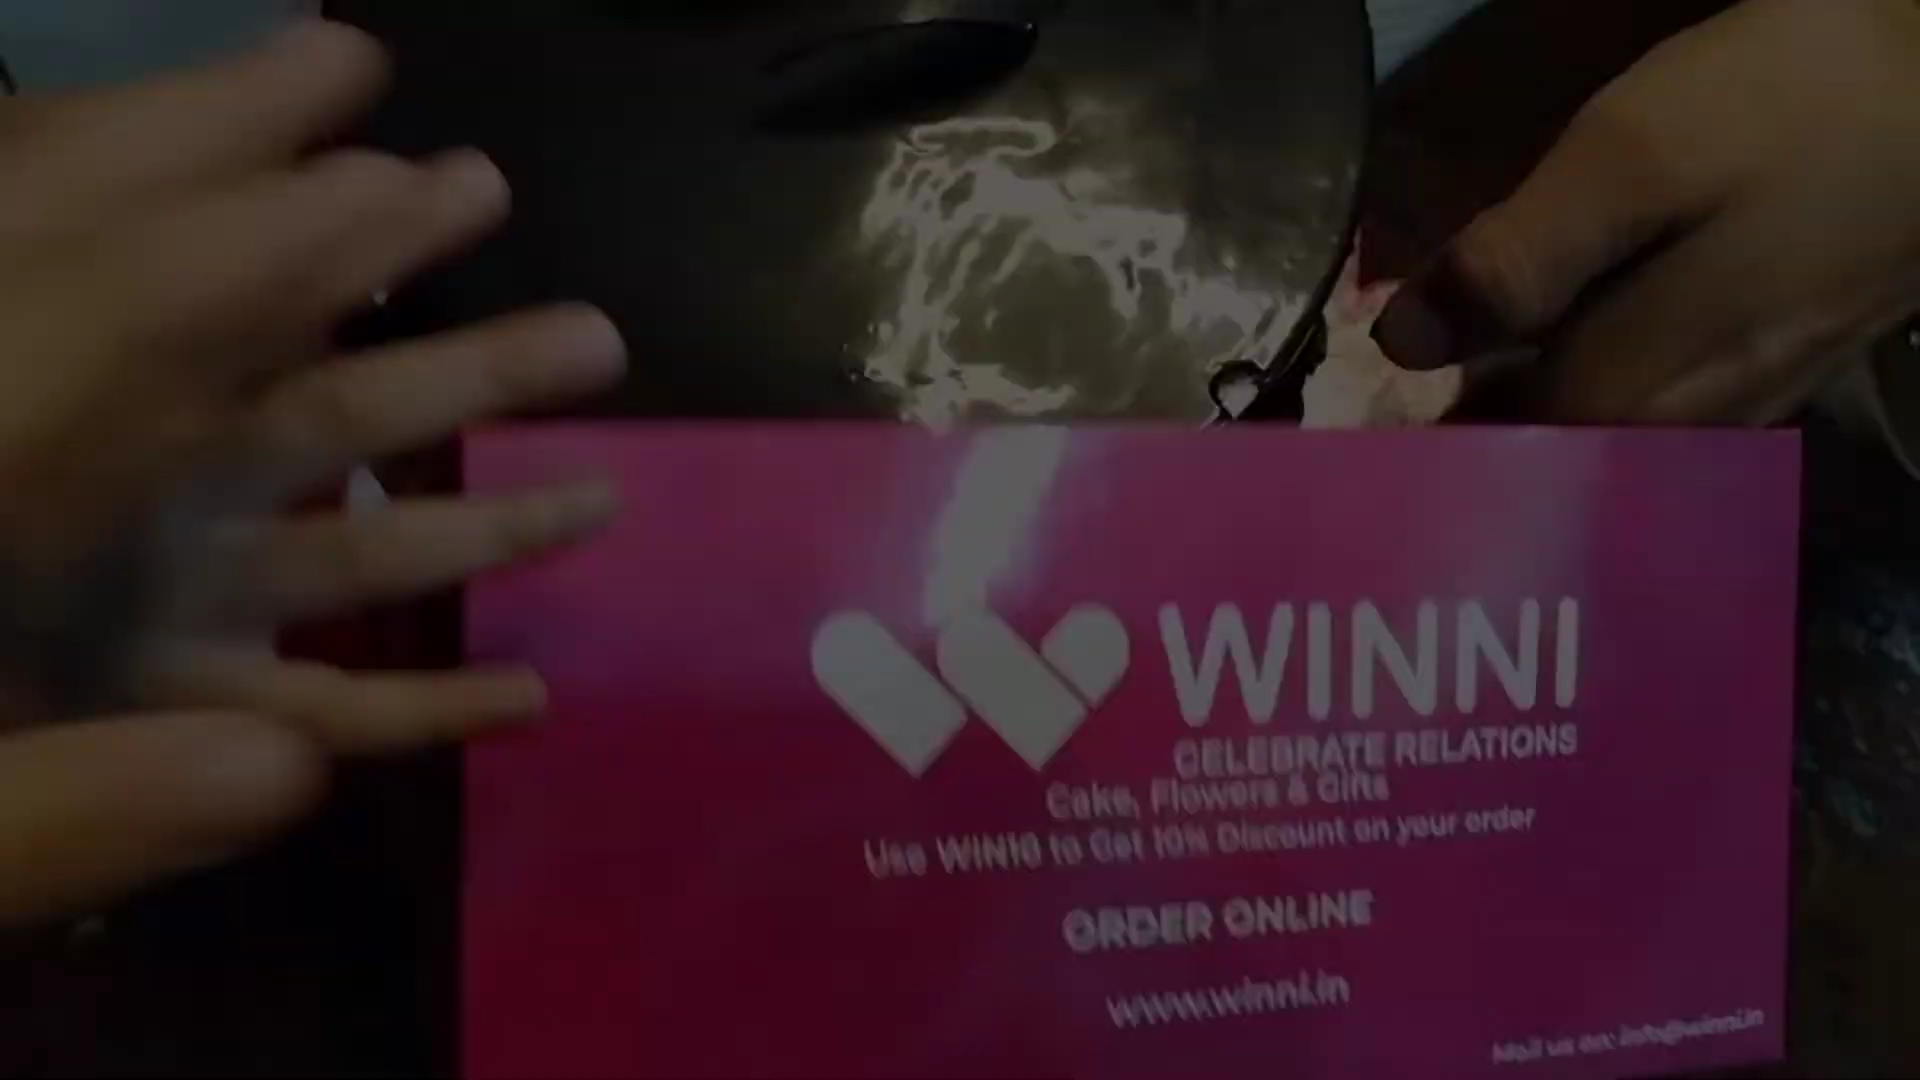 WINNI
CELEBRATE RELATIONS
Cake, Flowers & Gifts
Use WIN10 to Get 10% Discount on your order
ORDER ONLINE
www.winni.in
Mail us on: info@winni.in